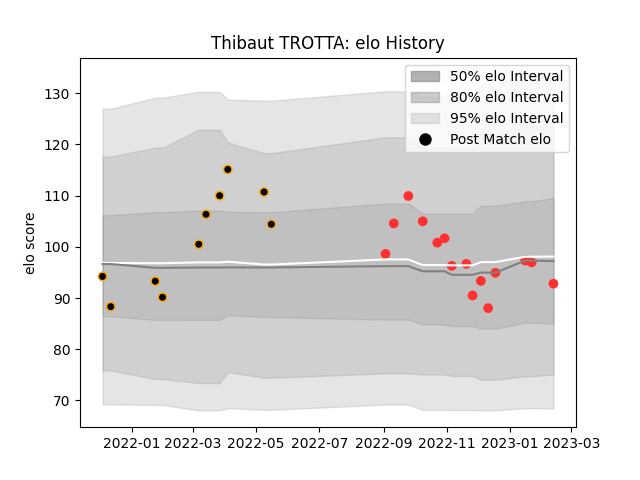 Thibaut TROTTA: elo History
50% elo Interval
80% elo Interval
95% elo Interval
Post Match elo
elo score
130
120
110
100
90
80
70
2022-01
2022-03
2022-05
2022-07
2022-09
2022-11
2023-01
2023-03